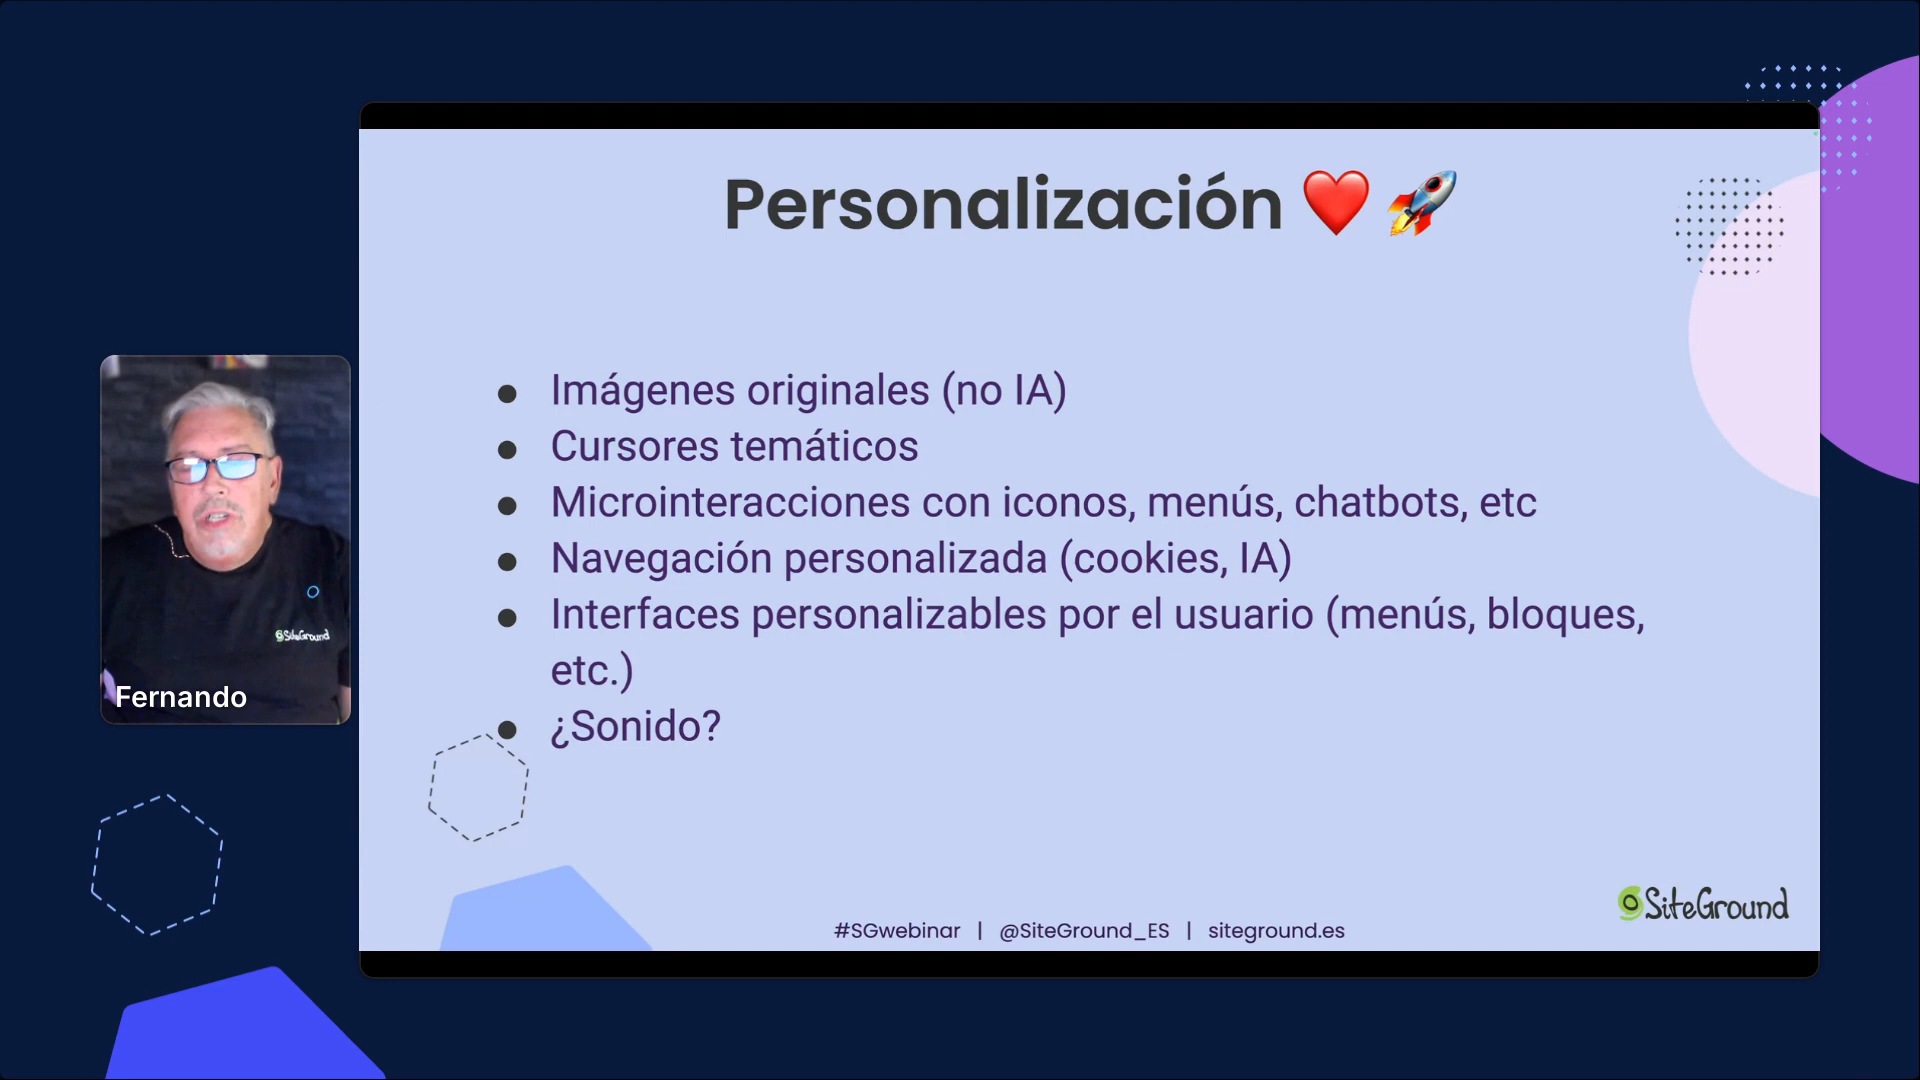 Personalización ❤️ 🚀
● Imágenes originales (no IA)
● Cursores temáticos
● Microinteracciones con iconos, menús, chatbots, etc
● Navegación personalizada (cookies, IA)
● Interfaces personalizables por el usuario (menús, bloques,
etc.)
● ¿Sonido?
SiteGround
Fernando
SiteGround
#SGwebinar | @SiteGround_ES | siteground.es